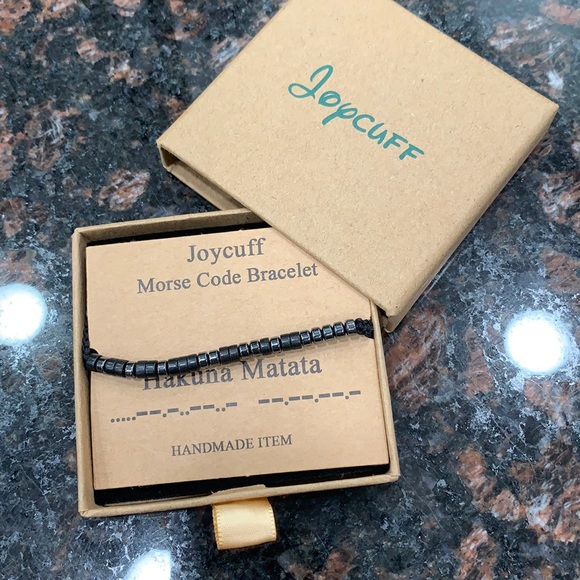 Joycuff
Joycuff
Morse Code Bracelet
Hakuna Matata
.....--.-..--..- --.--.--.-
HANDMADE ITEM